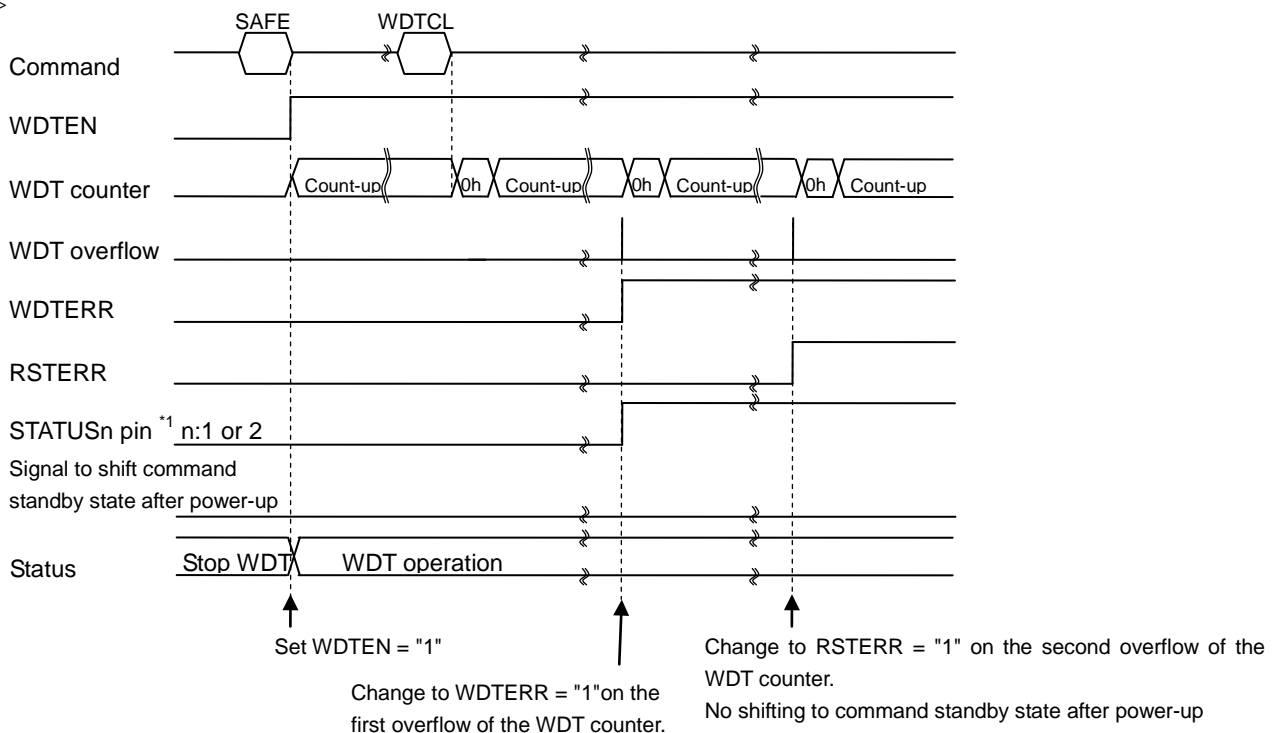 >
SAFE WDTCL
Command
WDTEN
WDT counter Count-up 0h Count-up 0h Count-up 0h Count-up
WDT overflow
WDTERR
RSTERR
STATUSn pin *1 n:1 or 2
Signal to shift command
standby state after power-up
Status Stop WDT WDT operation
Set WDTEN = "1"
Change to WDTERR = "1"on the
first overflow of the WDT counter.
Change to RSTERR = "1" on the second overflow of the
WDT counter.
No shifting to command standby state after power-up